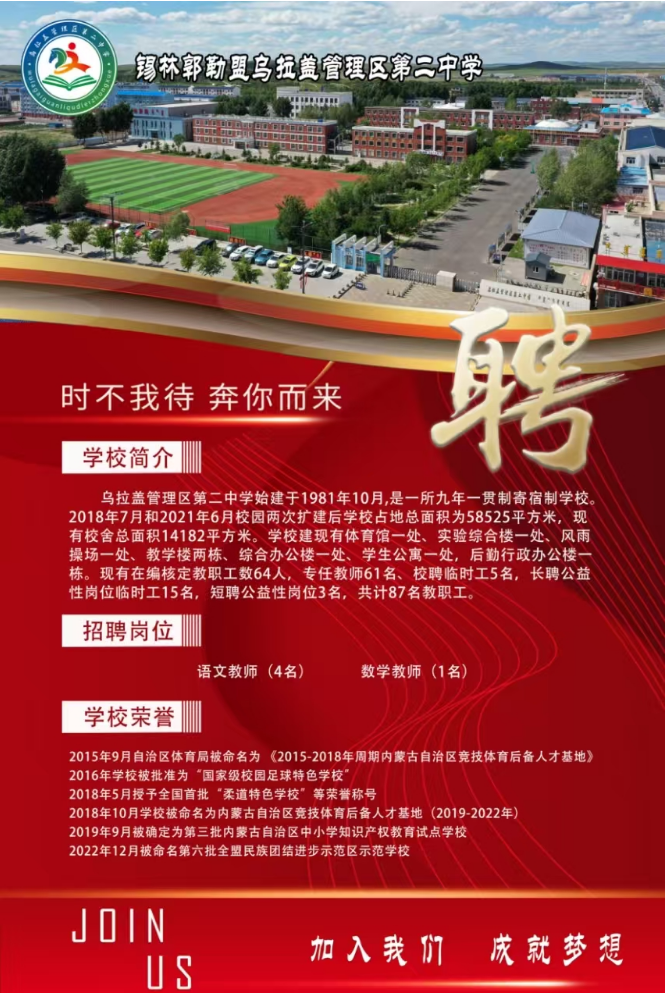 锡林郭勒盟乌拉盖管理区第二中学
聘
时不我待 奔你而来
学校简介
乌拉盖管理区第二中学始建于1981年10月,是一所九年一贯制寄宿制学校。
2018年7月和2021年6月校园两次扩建后学校占地总面积为58525平方米，现
有校舍总面积14182平方米。学校建现有体育馆一处、实验综合楼一处、风雨
操场一处、教学楼两栋、综合办公楼一处、学生公寓一处，后勤行政办公楼一
栋。现有在编核定教职工数64人，专任教师61名、校聘临时工5名，长聘公益
性岗位临时工15名，短聘公益性岗位3名，共计87名教职工。
招聘岗位
语文教师（4名） 数学教师（1名）
学校荣誉
2015年9月自治区体育局被命名为《2015-2018年周期内蒙古自治区竞技体育后备人才基地》
2016年学校被批准为“国家级校园足球特色学校”
2018年5月授予全国首批“柔道特色学校”等荣誉称号
2018年10月学校被命名为内蒙古自治区竞技体育后备人才基地（2019-2022年）
2019年9月被确定为第三批内蒙古自治区中小学知识产权教育试点学校
2022年12月被命名第六批全盟民族团结进步示范区示范学校
JOIN
US
加入我们 成就梦想